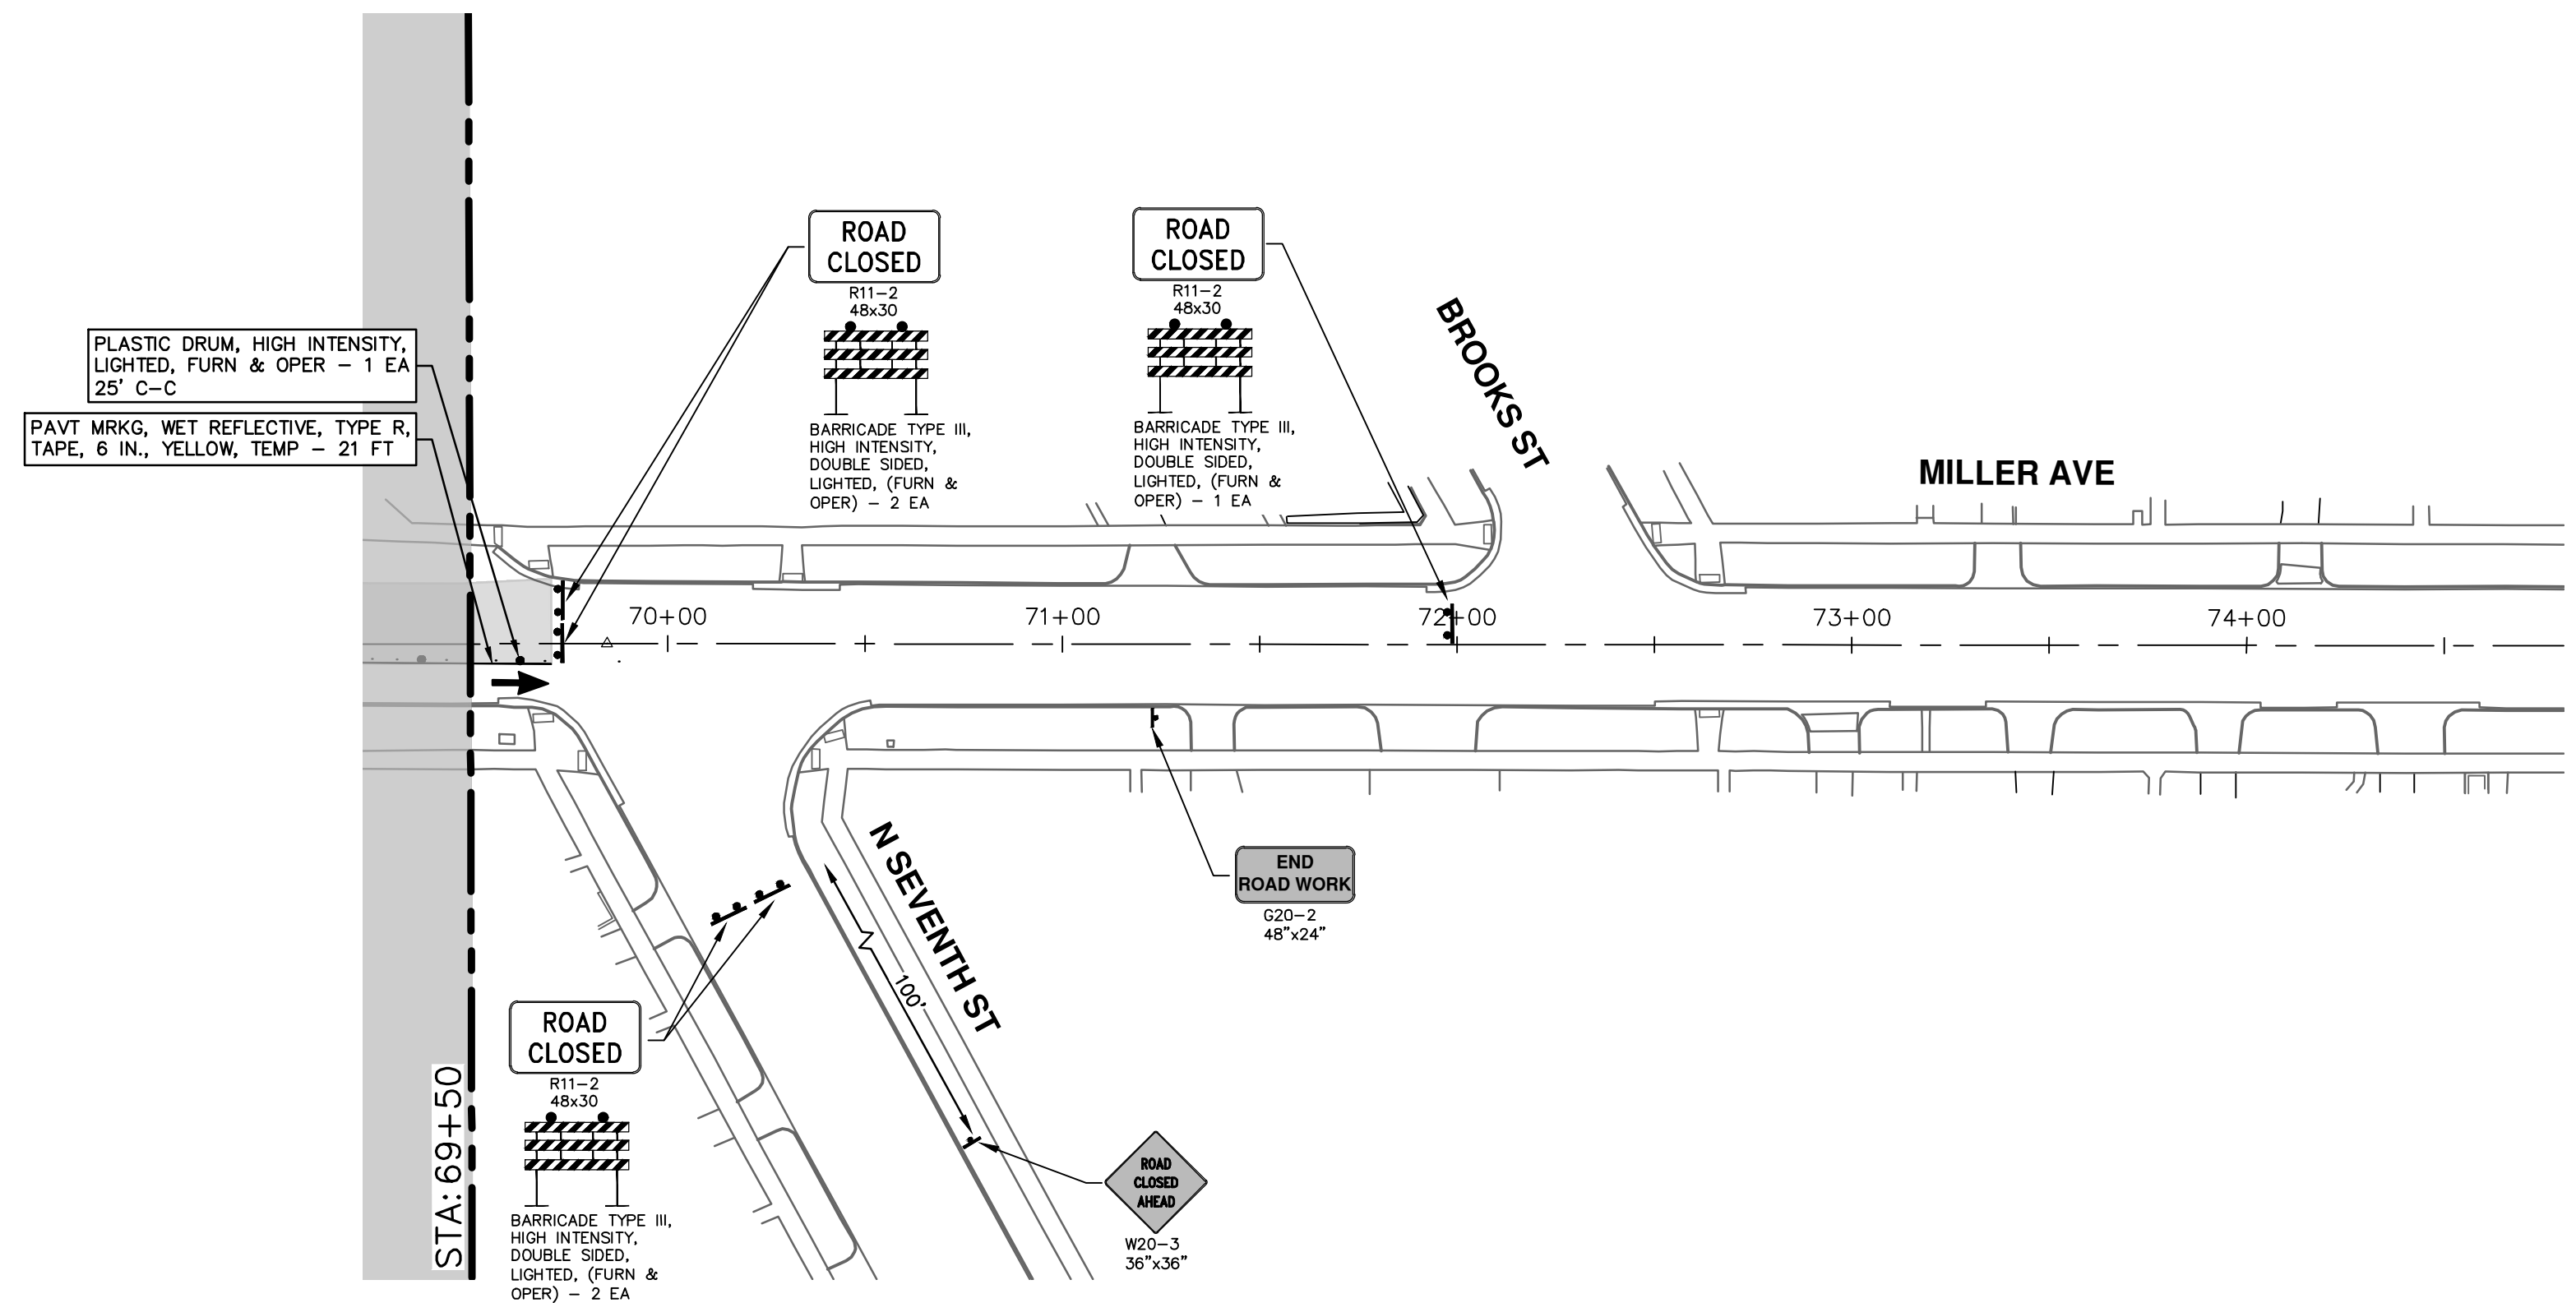 ROAD
CLOSED
R11-2
48x30
BARRICADE TYPE III,
HIGH INTENSITY,
DOUBLE SIDED,
LIGHTED, (FURN &
OPER) - 2 EA
ROAD
CLOSED
R11-2
48x30
BARRICADE TYPE III,
HIGH INTENSITY,
DOUBLE SIDED,
LIGHTED, (FURN &
OPER) - 1 EA
BROOKS ST
MILLER AVE
PLASTIC DRUM, HIGH INTENSITY,
LIGHTED, FURN & OPER - 1 EA
25' C-C
PAVT MRKG, WET REFLECTIVE, TYPE R,
TAPE, 6 IN., YELLOW, TEMP - 21 FT
70+00
71+00
72+00
73+00
74+00
N SEVENTH ST
100'
END
ROAD WORK
G20-2
48"x24"
STA:69+50
ROAD
CLOSED
R11-2
48x30
BARRICADE TYPE III,
HIGH INTENSITY,
DOUBLE SIDED,
LIGHTED, (FURN &
OPER) - 2 EA
ROAD
CLOSED
AHEAD
W20-3
36"x36"